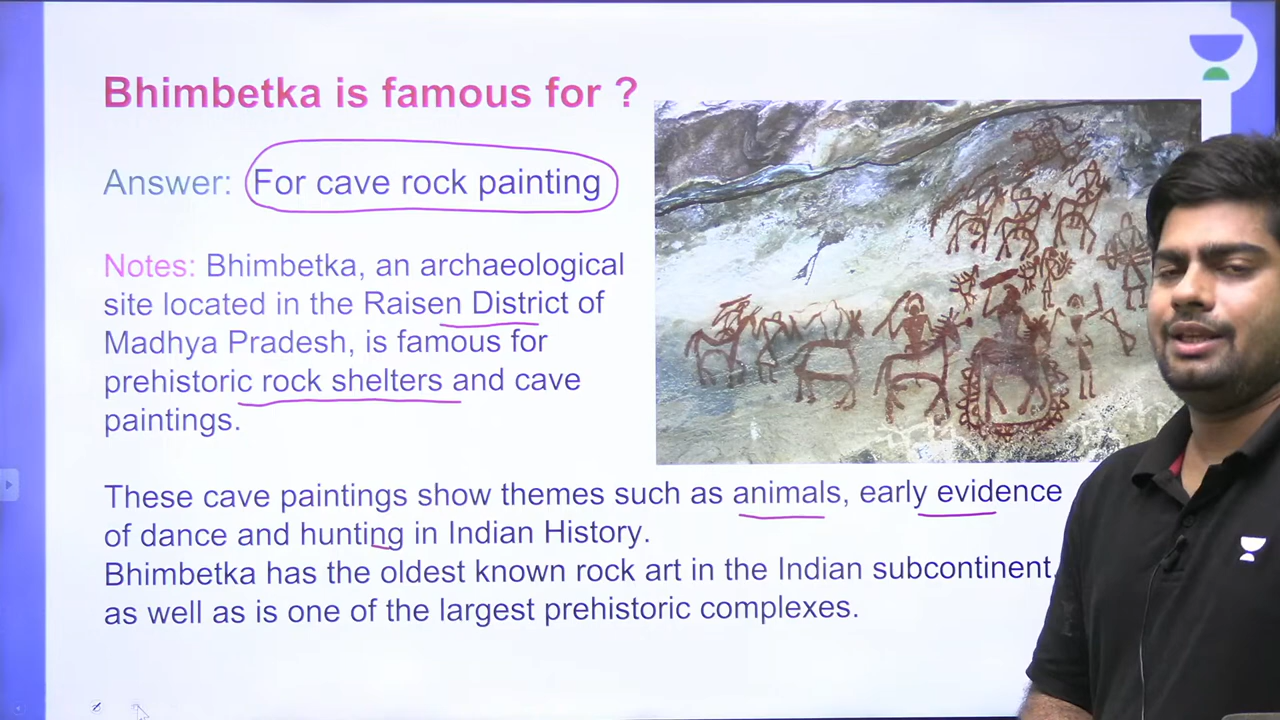 Bhimbetka is famous for ?
Answer: For cave rock painting
Notes: Bhimbetka, an archaeological
site located in the Raisen District of
Madhya Pradesh, is famous for
prehistoric rock shelters and cave
paintings.
These cave paintings show themes such as animals, early evidence
of dance and hunting in Indian History.
Bhimbetka has the oldest known rock art in the Indian subcontinent.
as well as is one of the largest prehistoric complexes.